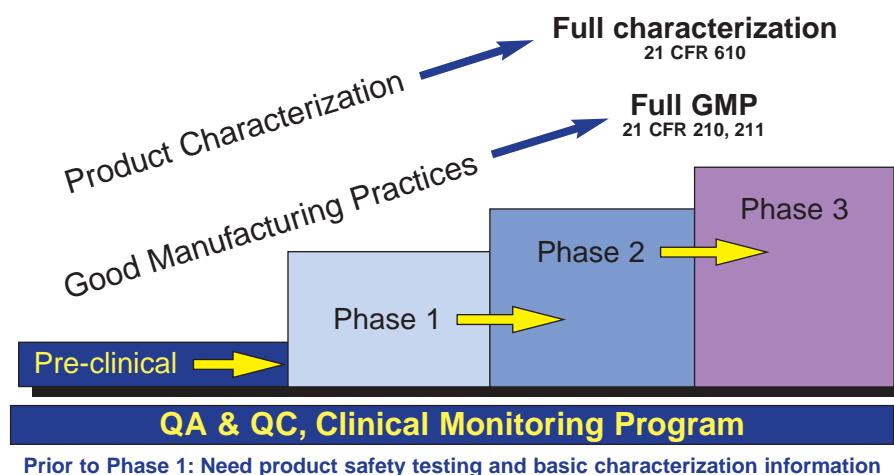 Full characterization
21 CFR 610
Product Characterization
Full GMP
21 CFR 210, 211
Good Manufacturing Practices
Phase 3
Phase 2
Phase 1
Pre-clinical
QA & QC, Clinical Monitoring Program
Prior to Phase 1: Need product safety testing and basic characterization information